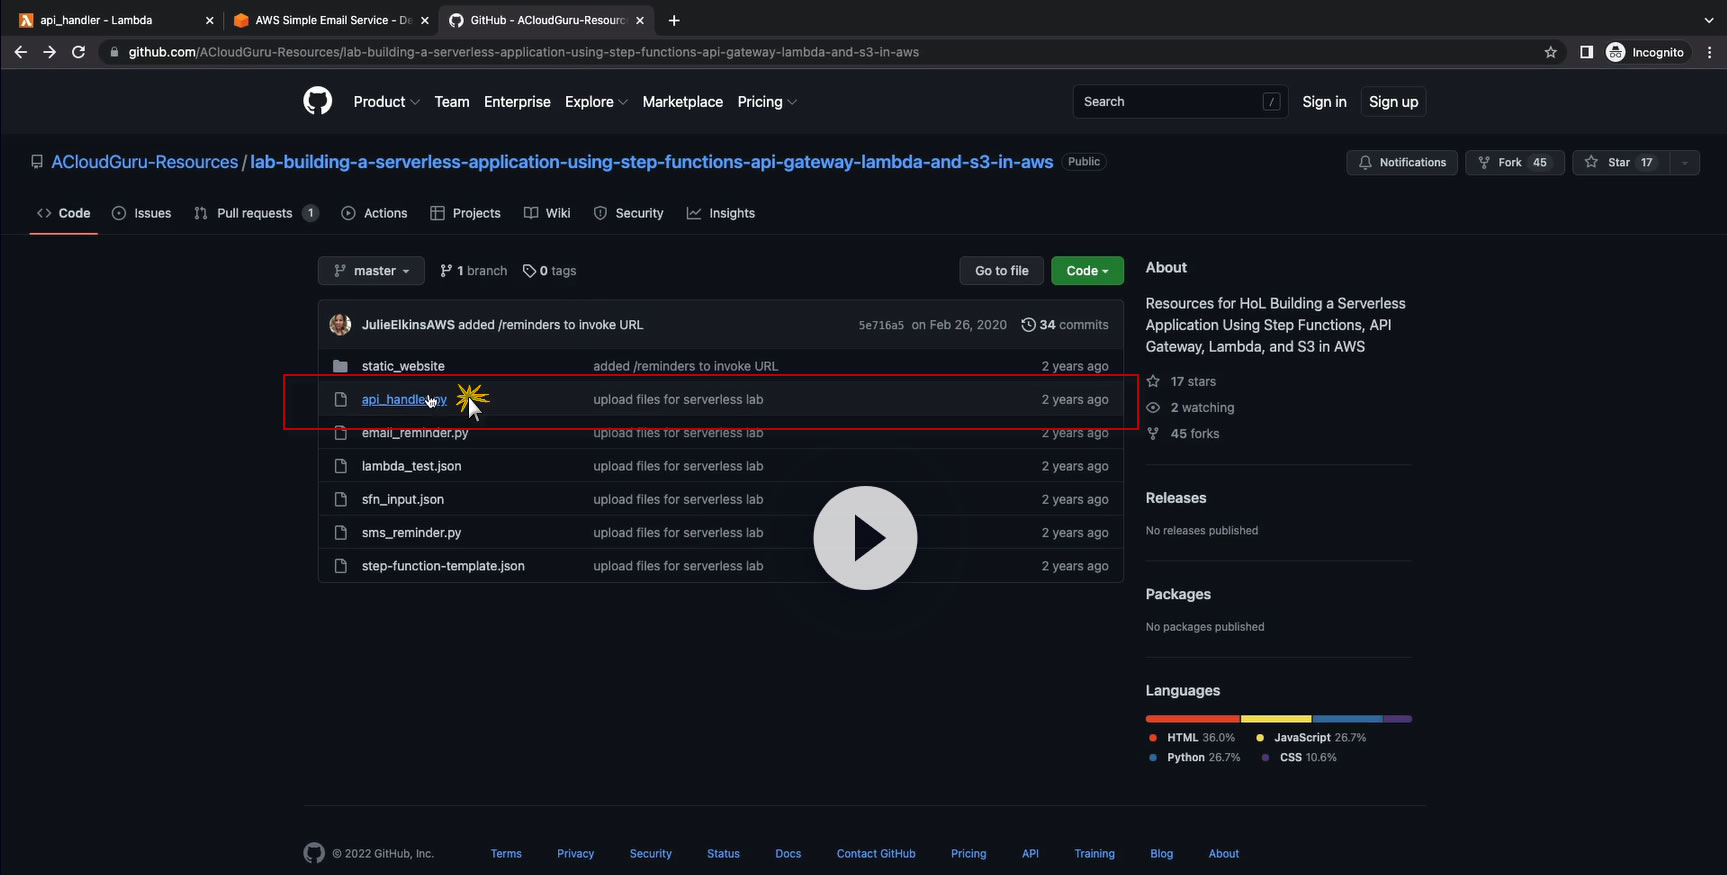 api_handler - Lambda
AWS Simple Email Service - De
GitHub - ACloudGuru-Resourc
github.com/ACloudGuru-Resources/lab-building-a-serverless-application-using-step-functions-api-gateway-lambda-and-s3-in-aws
Incognito
Product Team Enterprise Explore Marketplace Pricing
Search /
Sign in Sign up
ACloudGuru-Resources / lab-building-a-serverless-application-using-step-functions-api-gateway-lambda-and-s3-in-aws Public
Notifications Fork 45 Star 17
Code Issues Pull requests 1 Actions Projects Wiki Security Insights
master 1 branch 0 tags Go to file Code
JulieElkinsAWS added /reminders to invoke URL 5e716a5 on Feb 26, 2020 34 commits
static_website added /reminders to invoke URL 2 years ago
api_handler.py upload files for serverless lab 2 years ago
email_reminder.py upload files for serverless lab 2 years ago
lambda_test.json upload files for serverless lab 2 years ago
sfn_input.json upload files for serverless lab 2 years ago
sms_reminder.py upload files for serverless lab 2 years ago
step-function-template.json upload files for serverless lab 2 years ago
About
Resources for HoL Building a Serverless
Application Using Step Functions, API
Gateway, Lambda, and S3 in AWS
17 stars
2 watching
45 forks
Releases
No releases published
Packages
No packages published
Languages
HTML 36.0% JavaScript 26.7%
Python 26.7% CSS 10.6%
© 2022 GitHub, Inc. Terms Privacy Security Status Docs Contact GitHub Pricing API Training Blog About